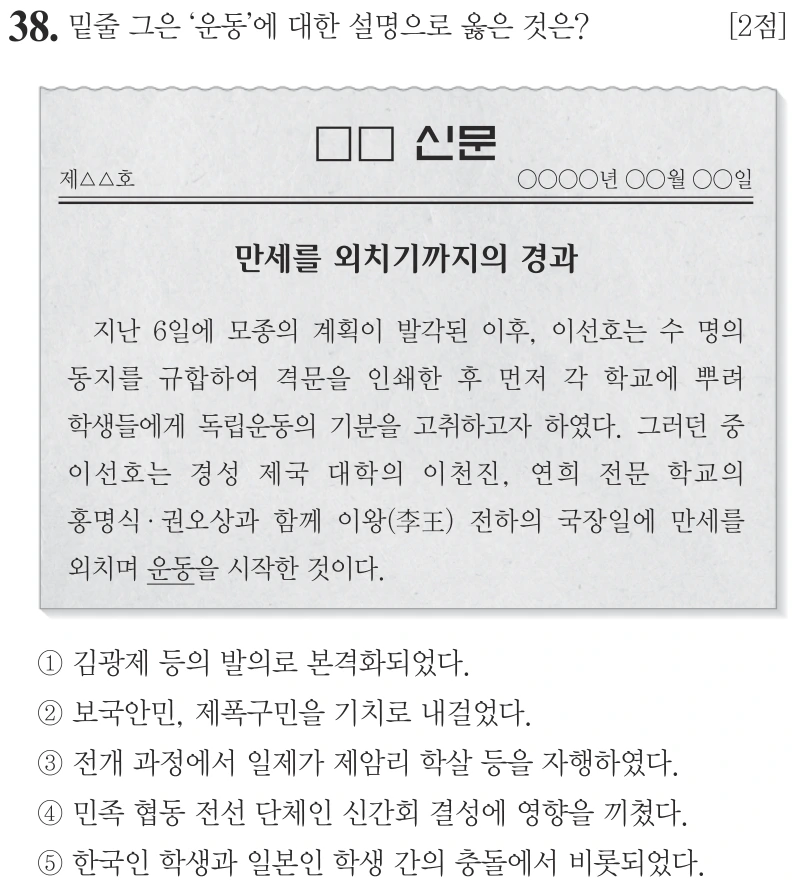 38. 밑줄 그은 ‘운동’에 대한 설명으로 옳은 것은? [2점]
□□ 신문
제△△호 ○○○○년 ○○월 ○○일
만세를 외치기까지의 경과
지난 6일에 모종의 계획이 발각된 이후, 이선호는 수 명의
동지를 규합하여 격문을 인쇄한 후 먼저 각 학교에 뿌려
학생들에게 독립운동의 기분을 고취하고자 하였다. 그러던 중
이선호는 경성 제국 대학의 이천진, 연희 전문 학교의
홍명식·권오상과 함께 이왕(李王) 전하의 국장일에 만세를
외치며 운동을 시작한 것이다.
① 김광제 등의 발의로 본격화되었다.
② 보국안민, 제폭구민을 기치로 내걸었다.
③ 전개 과정에서 일제가 제암리 학살 등을 자행하였다.
④ 민족 협동 전선 단체인 신간회 결성에 영향을 끼쳤다.
⑤ 한국인 학생과 일본인 학생 간의 충돌에서 비롯되었다.